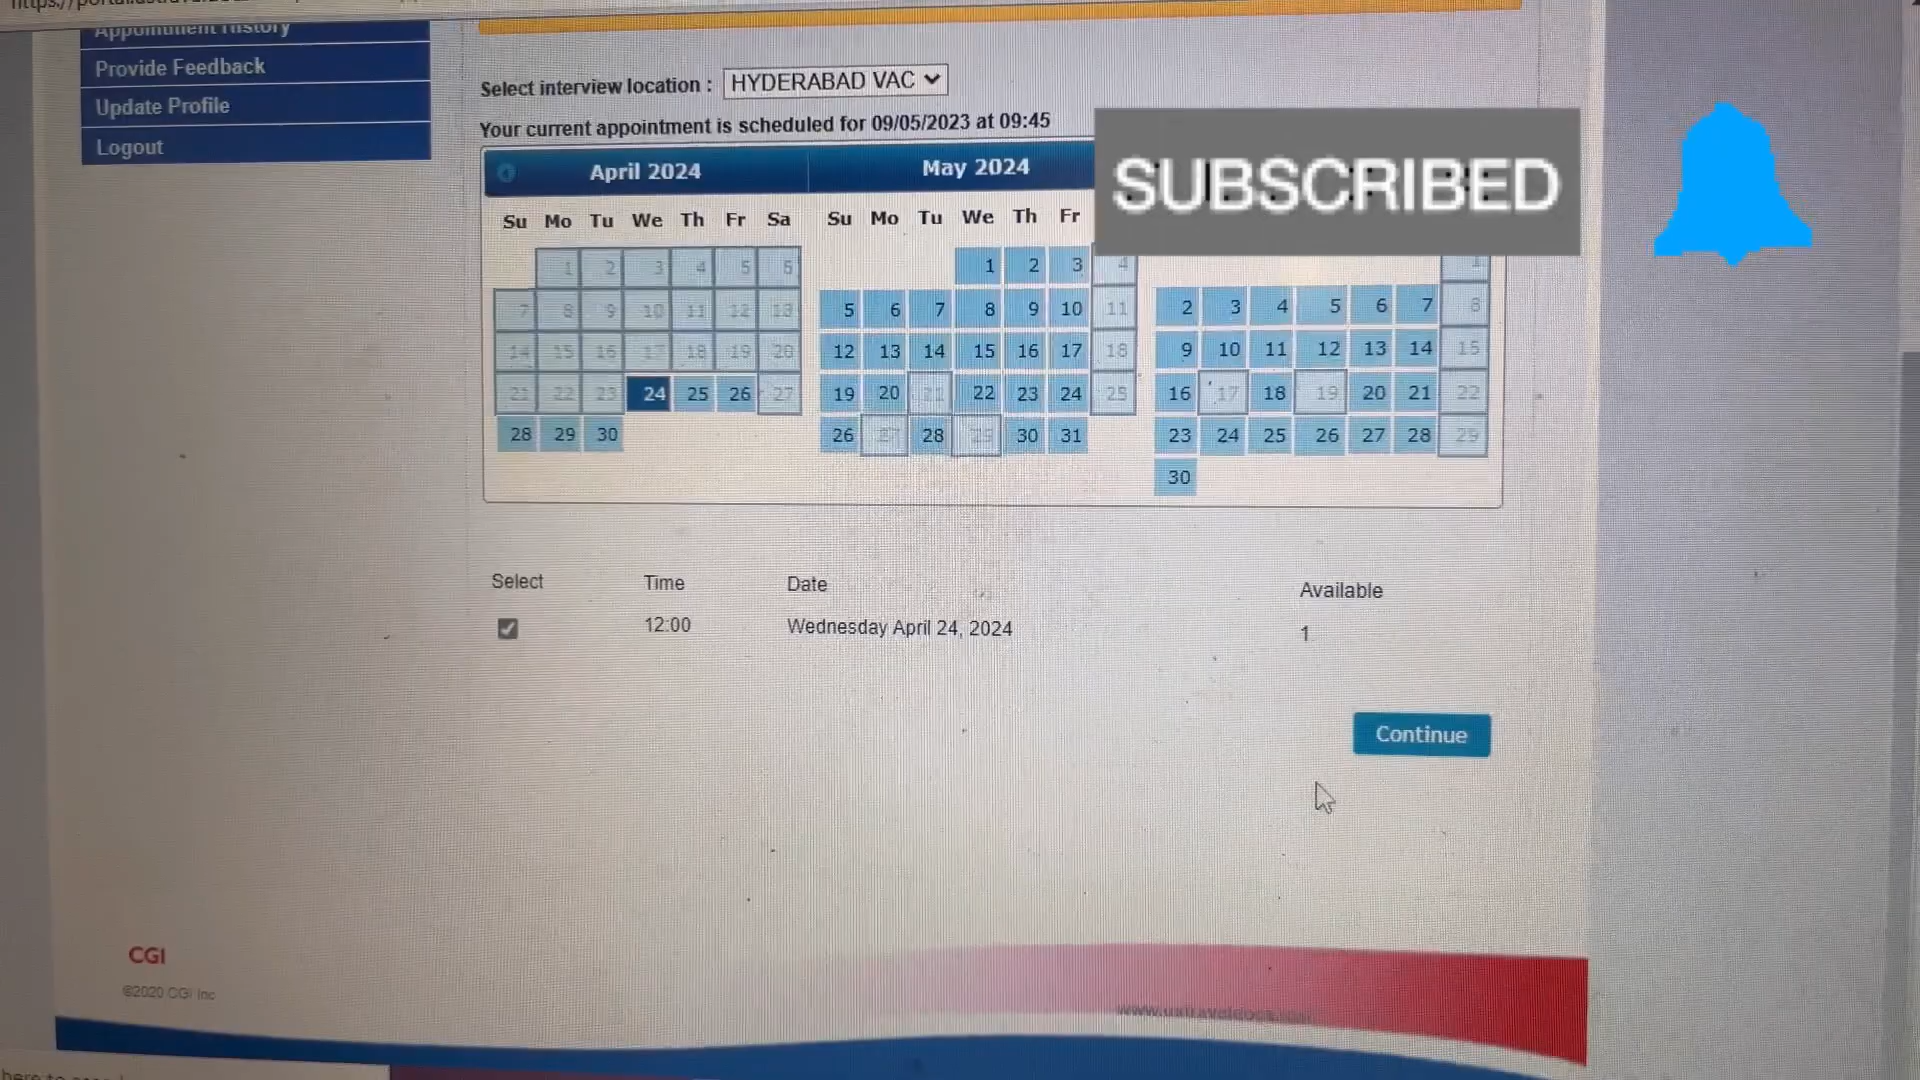 Appointment History
Provide Feedback
Update Profile
Logout
Select interview location : HYDERABAD VAC
Your current appointment is scheduled for 09/05/2023 at 09:45
SUBSCRIBED
April 2024 May 2024
Su Mo Tu We Th Fr Sa Su Mo Tu We Th Fr
1 2 3 4 5 6 1 2 3 4 1
7 8 9 10 11 12 13 5 6 7 8 9 10 11 2 3 4 5 6 7 8
14 15 16 17 18 19 20 12 13 14 15 16 17 18 9 10 11 12 13 14 15
21 22 23 24 25 26 27 19 20 21 22 23 24 25 16 17 18 19 20 21 22
28 29 30 26 27 28 29 30 31 23 24 25 26 27 28 29
30
Select Time Date Available
12:00 Wednesday April 24, 2024 1
Continue
CGI
©2020 CGI Inc
www.ustraveldocs.com